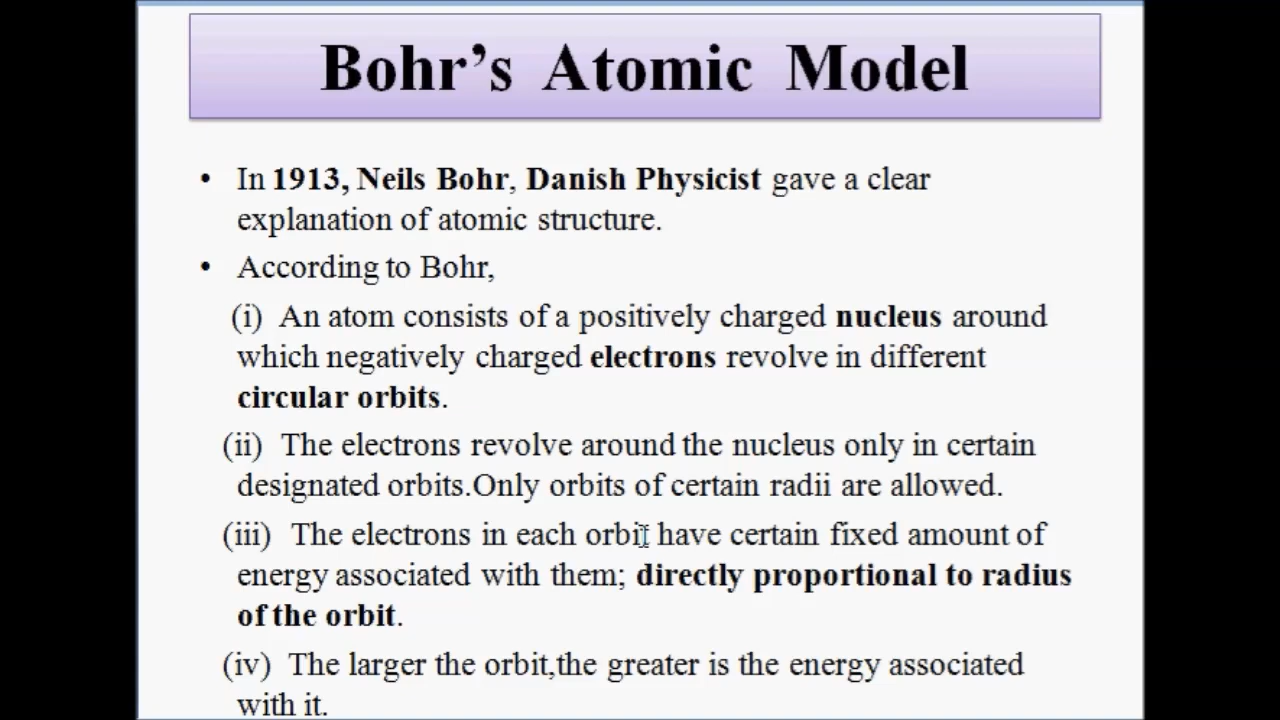 Bohr's Atomic Model
• In 1913, Neils Bohr, Danish Physicist gave a clear
explanation of atomic structure.
• According to Bohr,
(i) An atom consists of a positively charged nucleus around
which negatively charged electrons revolve in different
circular orbits.
(ii) The electrons revolve around the nucleus only in certain
designated orbits.Only orbits of certain radii are allowed.
(iii) The electrons in each orbit have certain fixed amount of
energy associated with them; directly proportional to radius
of the orbit.
(iv) The larger the orbit,the greater is the energy associated
with it.